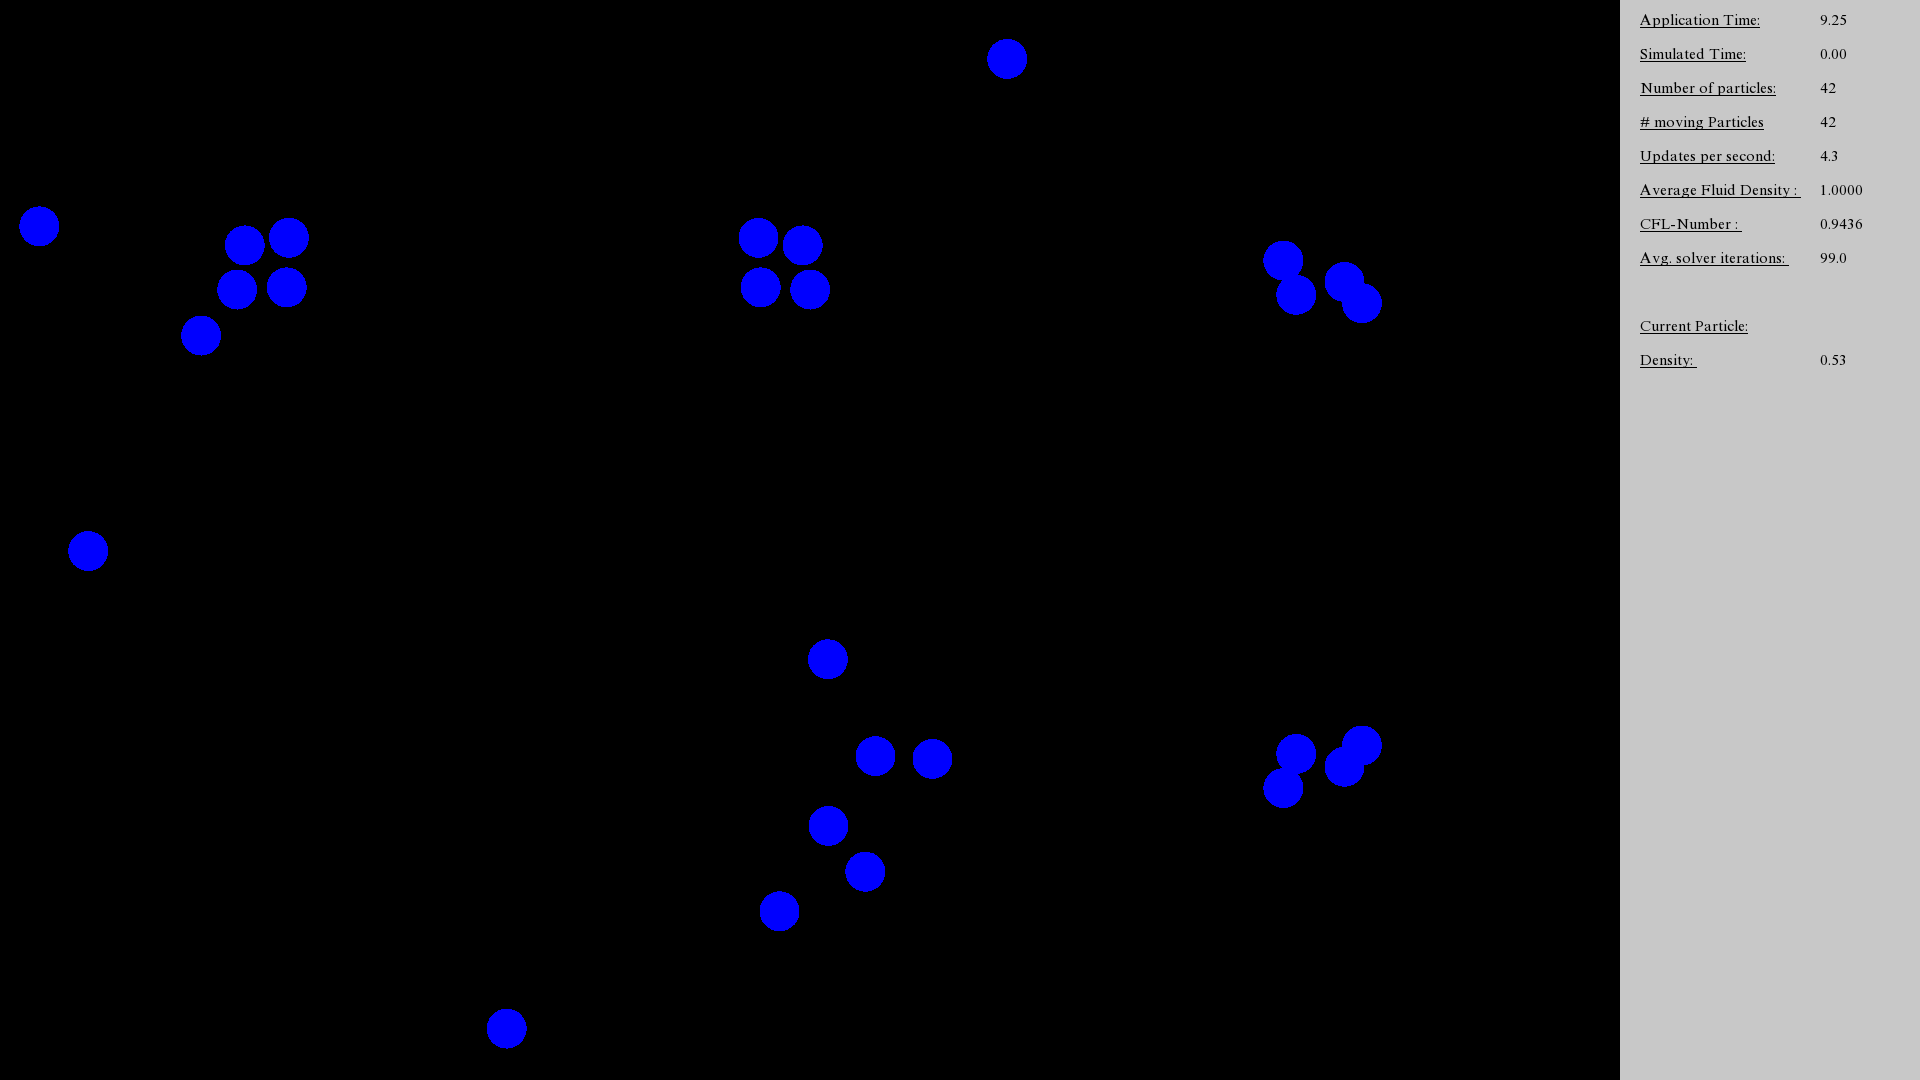 Application Time: 9.25
Simulated Time: 0.00
Number of particles: 42
# moving Particles 42
Updates per second: 4.3
Average Fluid Density : 1.0000
CFL-Number : 0.9436
Avg. solver iterations: 99.0
Current Particle:
Density: 0.53